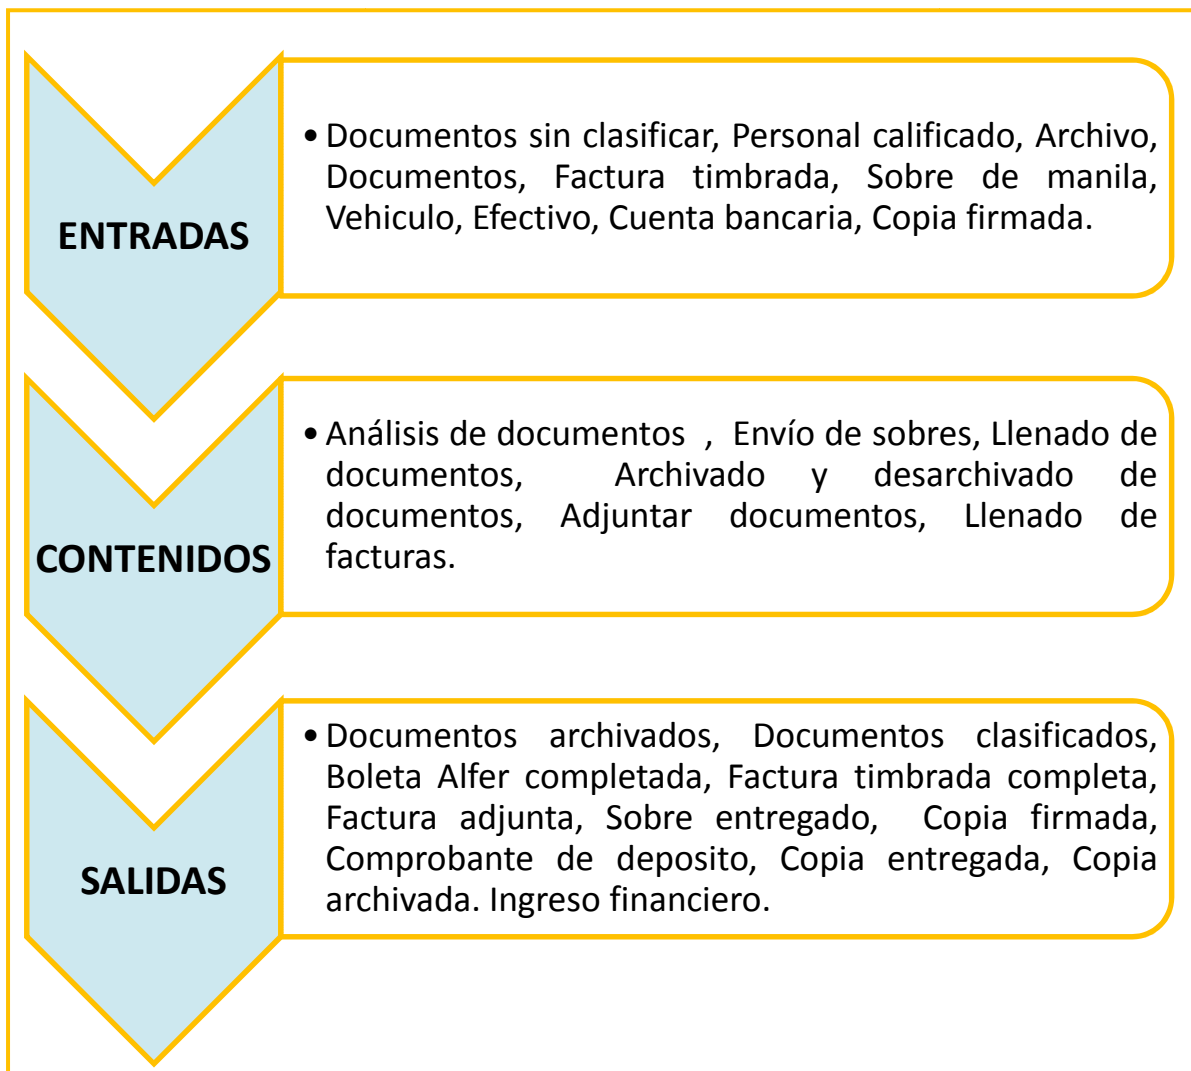 ENTRADAS
• Documentos sin clasificar, Personal calificado, Archivo,
Documentos, Factura timbrada, Sobre de manila,
Vehiculo, Efectivo, Cuenta bancaria, Copia firmada.
CONTENIDOS
• Análisis de documentos , Envío de sobres, Llenado de
documentos, Archivado y desarchivado de
documentos, Adjuntar documentos, Llenado de
facturas.
SALIDAS
• Documentos archivados, Documentos clasificados,
Boleta Alfer completada, Factura timbrada completa,
Factura adjunta, Sobre entregado, Copia firmada,
Comprobante de deposito, Copia entregada, Copia
archivada. Ingreso financiero.